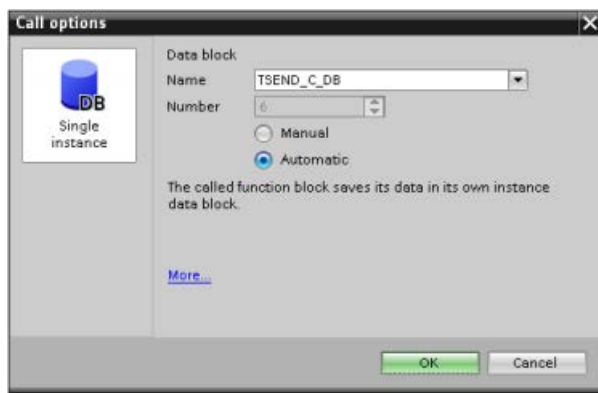 Call options
Data block
Name TSEND_C_DB
Number 6
Manual
Automatic
DB
Single
instance
The called function block saves its data in its own instance
data block.
More...
OK Cancel